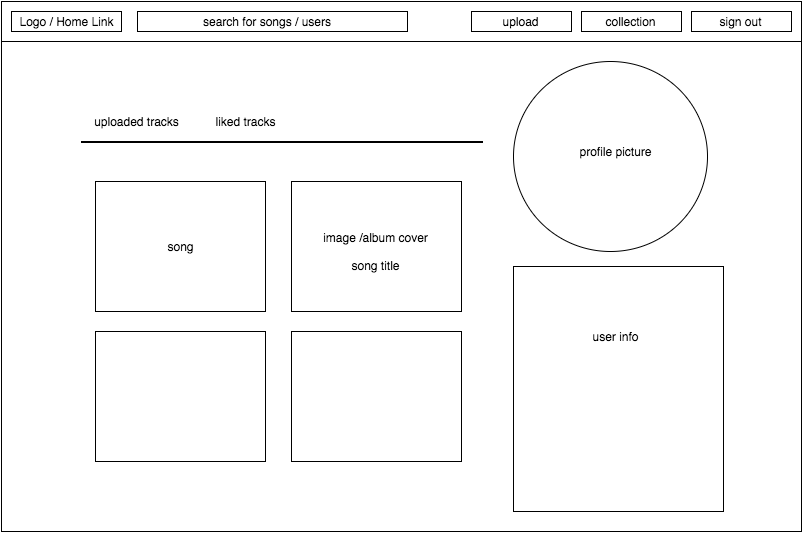 Logo / Home Link
search for songs / users
upload
collection
sign out
uploaded tracks
liked tracks
profile picture
song
image /album cover
song title
user info